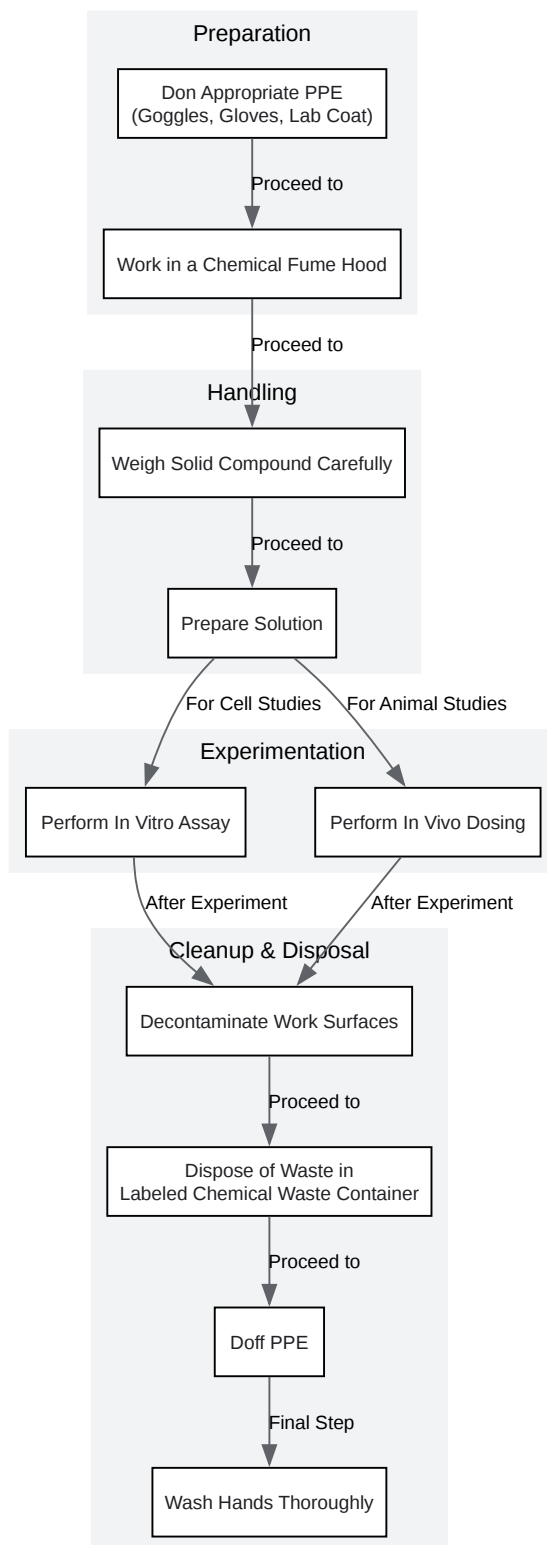 Preparation
Don Appropriate PPE
(Goggles, Gloves, Lab Coat)
Proceed to
Work in a Chemical Fume Hood
Proceed to
Handling
Weigh Solid Compound Carefully
Proceed to
Prepare Solution
For Cell Studies
For Animal Studies
Experimentation
Perform In Vitro Assay
Perform In Vivo Dosing
After Experiment
After Experiment
Cleanup & Disposal
Decontaminate Work Surfaces
Proceed to
Dispose of Waste in
Labeled Chemical Waste Container
Proceed to
Doff PPE
Final Step
Wash Hands Thoroughly